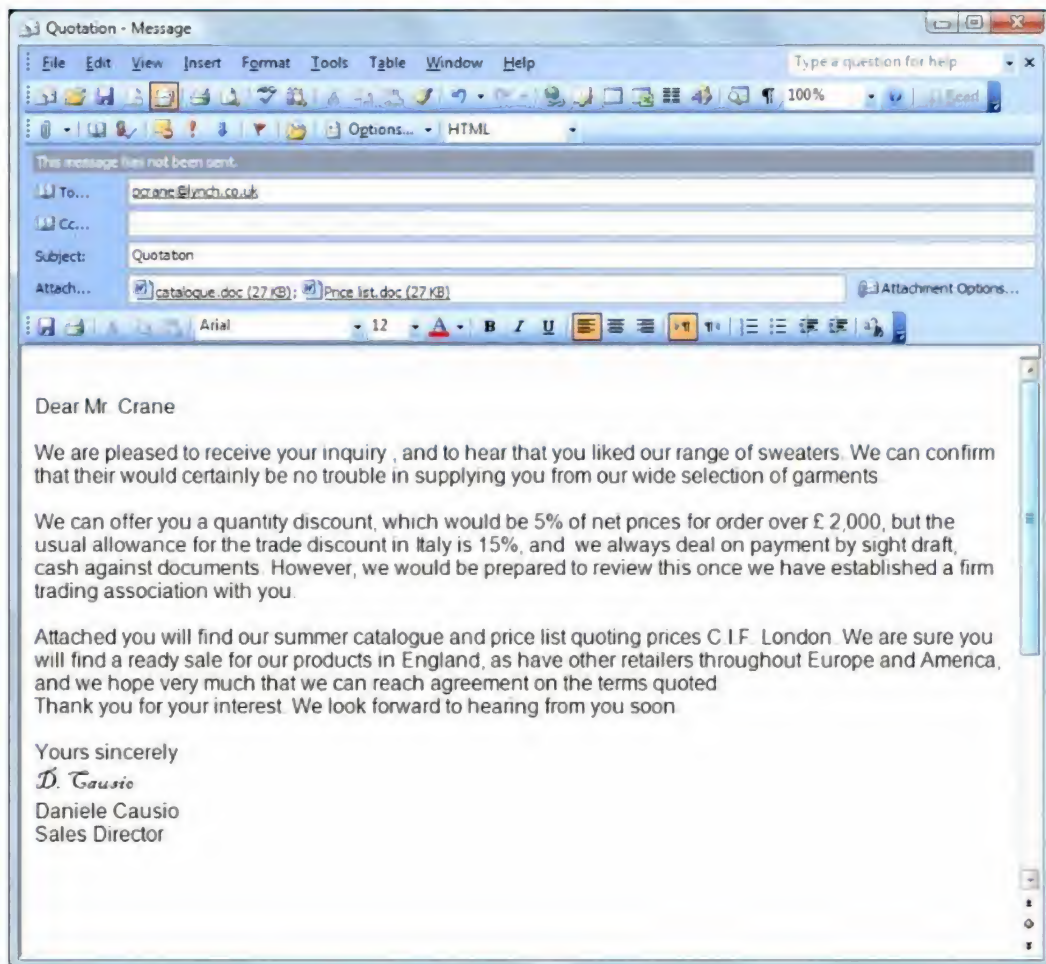 Quotation - Message
File Edit View Insert Format Tools Table Window Help Type a question for help
100% Read
Options... HTML
This message has not been sent.
To... pcrane@lynch.co.uk
Cc...
Subject: Quotation
Attach... catalogue.doc (27 KB); Price list.doc (27 KB) Attachment Options...
Arial 12 A B I U
Dear Mr. Crane
We are pleased to receive your inquiry , and to hear that you liked our range of sweaters. We can confirm
that their would certainly be no trouble in supplying you from our wide selection of garments.
We can offer you a quantity discount, which would be 5% of net prices for order over £ 2,000, but the
usual allowance for the trade discount in Italy is 15%, and we always deal on payment by sight draft,
cash against documents. However, we would be prepared to review this once we have established a firm
trading association with you.
Attached you will find our summer catalogue and price list quoting prices C.I.F. London. We are sure you
will find a ready sale for our products in England, as have other retailers throughout Europe and America,
and we hope very much that we can reach agreement on the terms quoted.
Thank you for your interest. We look forward to hearing from you soon.
Yours sincerely
D. Causio
Daniele Causio
Sales Director